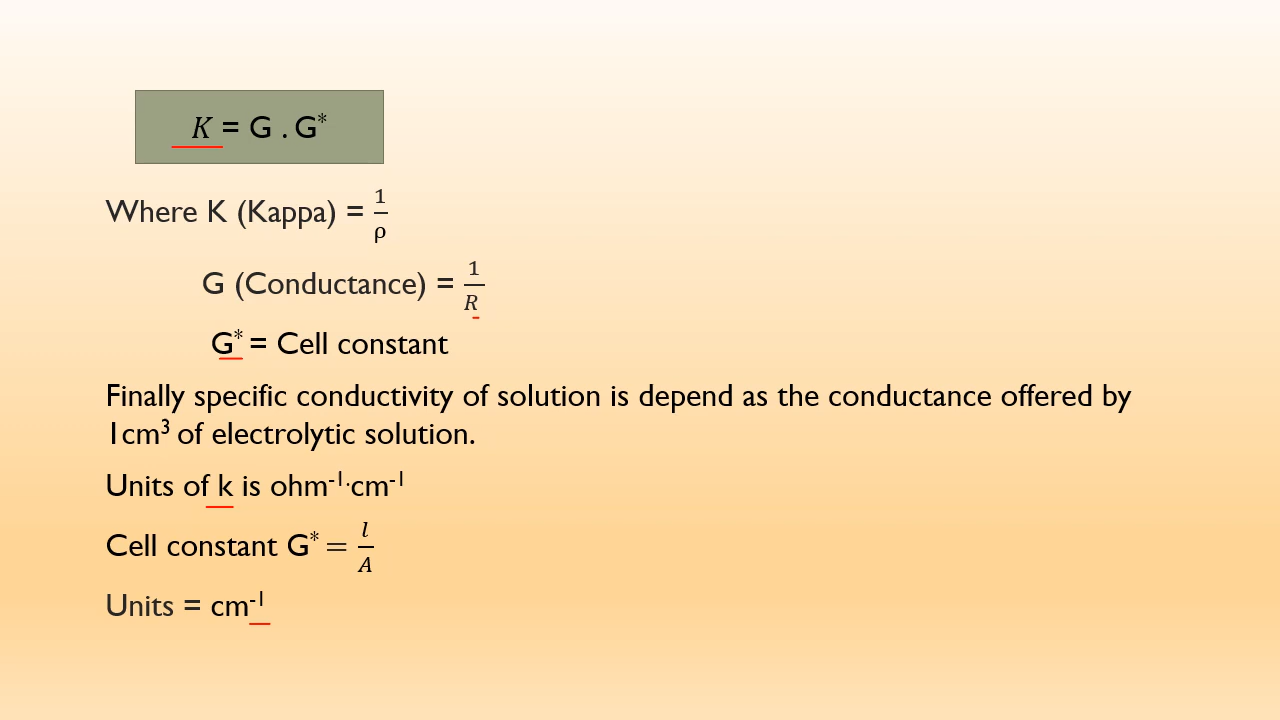 K = G . G*
Where K (Kappa) = 1/ρ
G (Conductance) = 1/R
G* = Cell constant
Finally specific conductivity of solution is depend as the conductance offered by
1cm³ of electrolytic solution.
Units of k is ohm⁻¹·cm⁻¹
Cell constant G* = l/A
Units = cm⁻¹